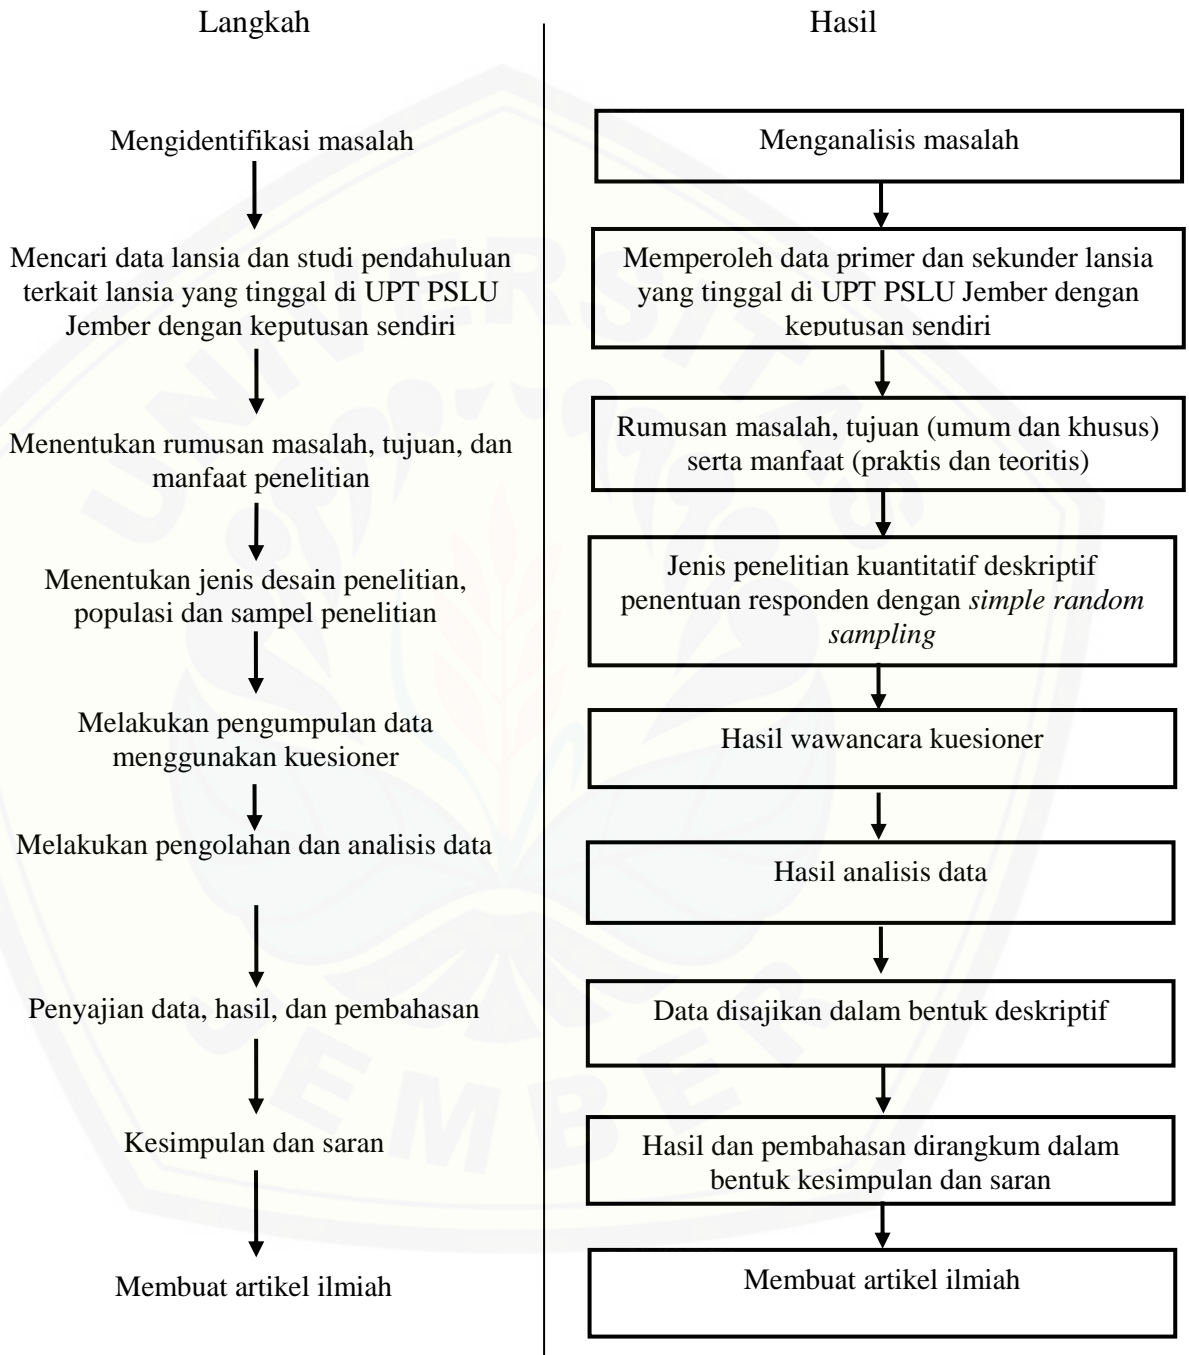 Langkah
Hasil
Mengidentifikasi masalah
Mencari data lansia dan studi pendahuluan
terkait lansia yang tinggal di UPT PSLU
Jember dengan keputusan sendiri
Menentukan rumusan masalah, tujuan, dan
manfaat penelitian
Menentukan jenis desain penelitian,
populasi dan sampel penelitian
Melakukan pengumpulan data
menggunakan kuesioner
Melakukan pengolahan dan analisis data
Penyajian data, hasil, dan pembahasan
Kesimpulan dan saran
Membuat artikel ilmiah
Menganalisis masalah
Memperoleh data primer dan sekunder lansia
yang tinggal di UPT PSLU Jember dengan
keputusan sendiri
Rumusan masalah, tujuan (umum dan khusus)
serta manfaat (praktis dan teoritis)
Jenis penelitian kuantitatif deskriptif
penentuan responden dengan simple random
sampling
Hasil wawancara kuesioner
Hasil analisis data
Data disajikan dalam bentuk deskriptif
Hasil dan pembahasan dirangkum dalam
bentuk kesimpulan dan saran
Membuat artikel ilmiah
UNIVERSITAS
JEMBER